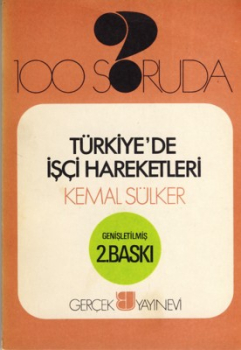 100 SORUDA
TÜRKİYE'DE
İŞÇİ HAREKETLERİ
KEMAL SÜLKER
GENİŞLETİLMİŞ
2.BASKI
GERÇEK YAYINEVİ